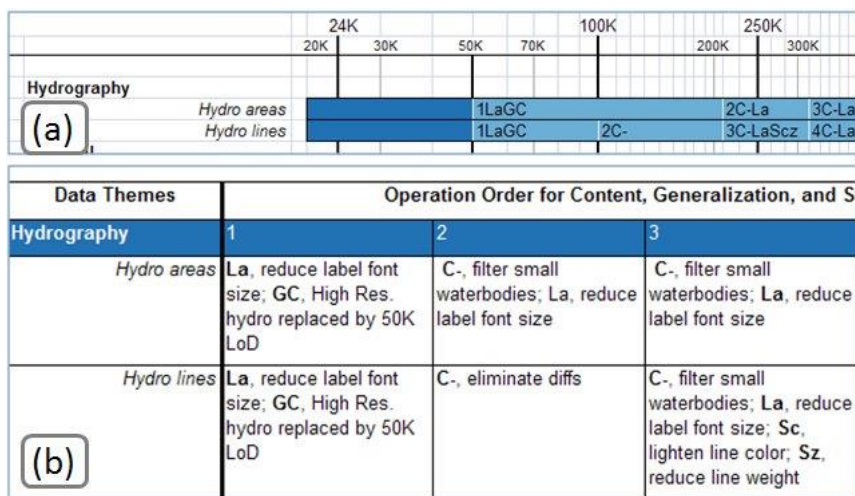 24K 100K 250K
20K 30K 50K 70K 200K 300K
Hydrography
Hydro areas 1LaGC 2C-La 3C-La
Hydro lines 1LaGC 2C- 3C-LaScz 4C-La
(a)
Data Themes Operation Order for Content, Generalization, and S
Hydrography 1 2 3
Hydro areas La, reduce label font C-, filter small C-, filter small
size; GC, High Res. waterbodies; La, reduce waterbodies; La, reduce
hydro replaced by 50K label font size label font size
LoD
Hydro lines La, reduce label font C-, eliminate diffs C-, filter small
size; GC, High Res. waterbodies; La, reduce
hydro replaced by 50K label font size; Sc,
LoD lighten line color; Sz,
reduce line weight
(b)